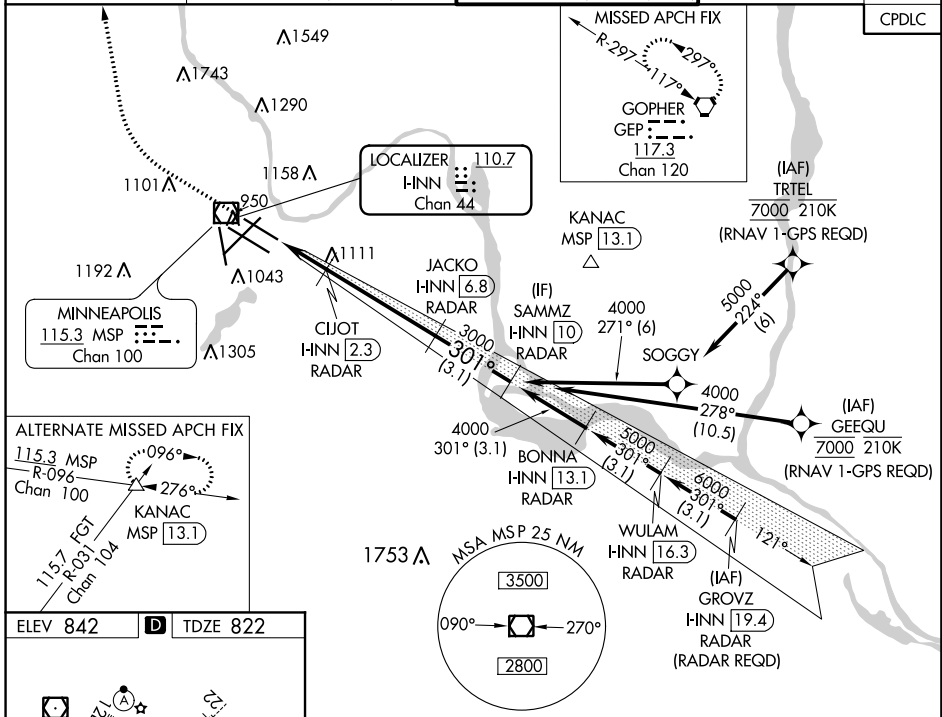 CPDLC
1549
1743
1290
1158
1101
950
1192
1043
1111
1305
1753
MISSED APCH FIX
R-297
117°
297°
GOPHER
GEP
117.3
Chan 120
LOCALIZER 110.7
I-INN
Chan 44
MINNEAPOLIS
115.3 MSP
Chan 100
KANAC
MSP 13.1
(IAF)
TRTEL
7000 210K
(RNAV 1-GPS REQD)
5000
224°
(6)
SOGGY
4000
271° (6)
4000
278°
(10.5)
(IAF)
GEEQU
7000 210K
(RNAV 1-GPS REQD)
(IF)
SAMMZ
I-INN 10
RADAR
JACKO
I-INN 6.8
RADAR
CIJOT
I-INN 2.3
RADAR
3000
301°
(3.1)
4000
301° (3.1)
BONNA
I-INN 13.1
RADAR
5000
301°
(3.1)
WULAM
I-INN 16.3
RADAR
6000
301°
(3.1)
121°
(IAF)
GROVZ
I-INN 19.4
RADAR
(RADAR REQD)
ALTERNATE MISSED APCH FIX
115.3 MSP
R-096
Chan 100
096°
276°
KANAC
MSP 13.1
115.7 FGT
R-031
Chan 104
MSA MSP 25 NM
3500
090°
270°
2800
ELEV 842
D
TDZE 822
A
22